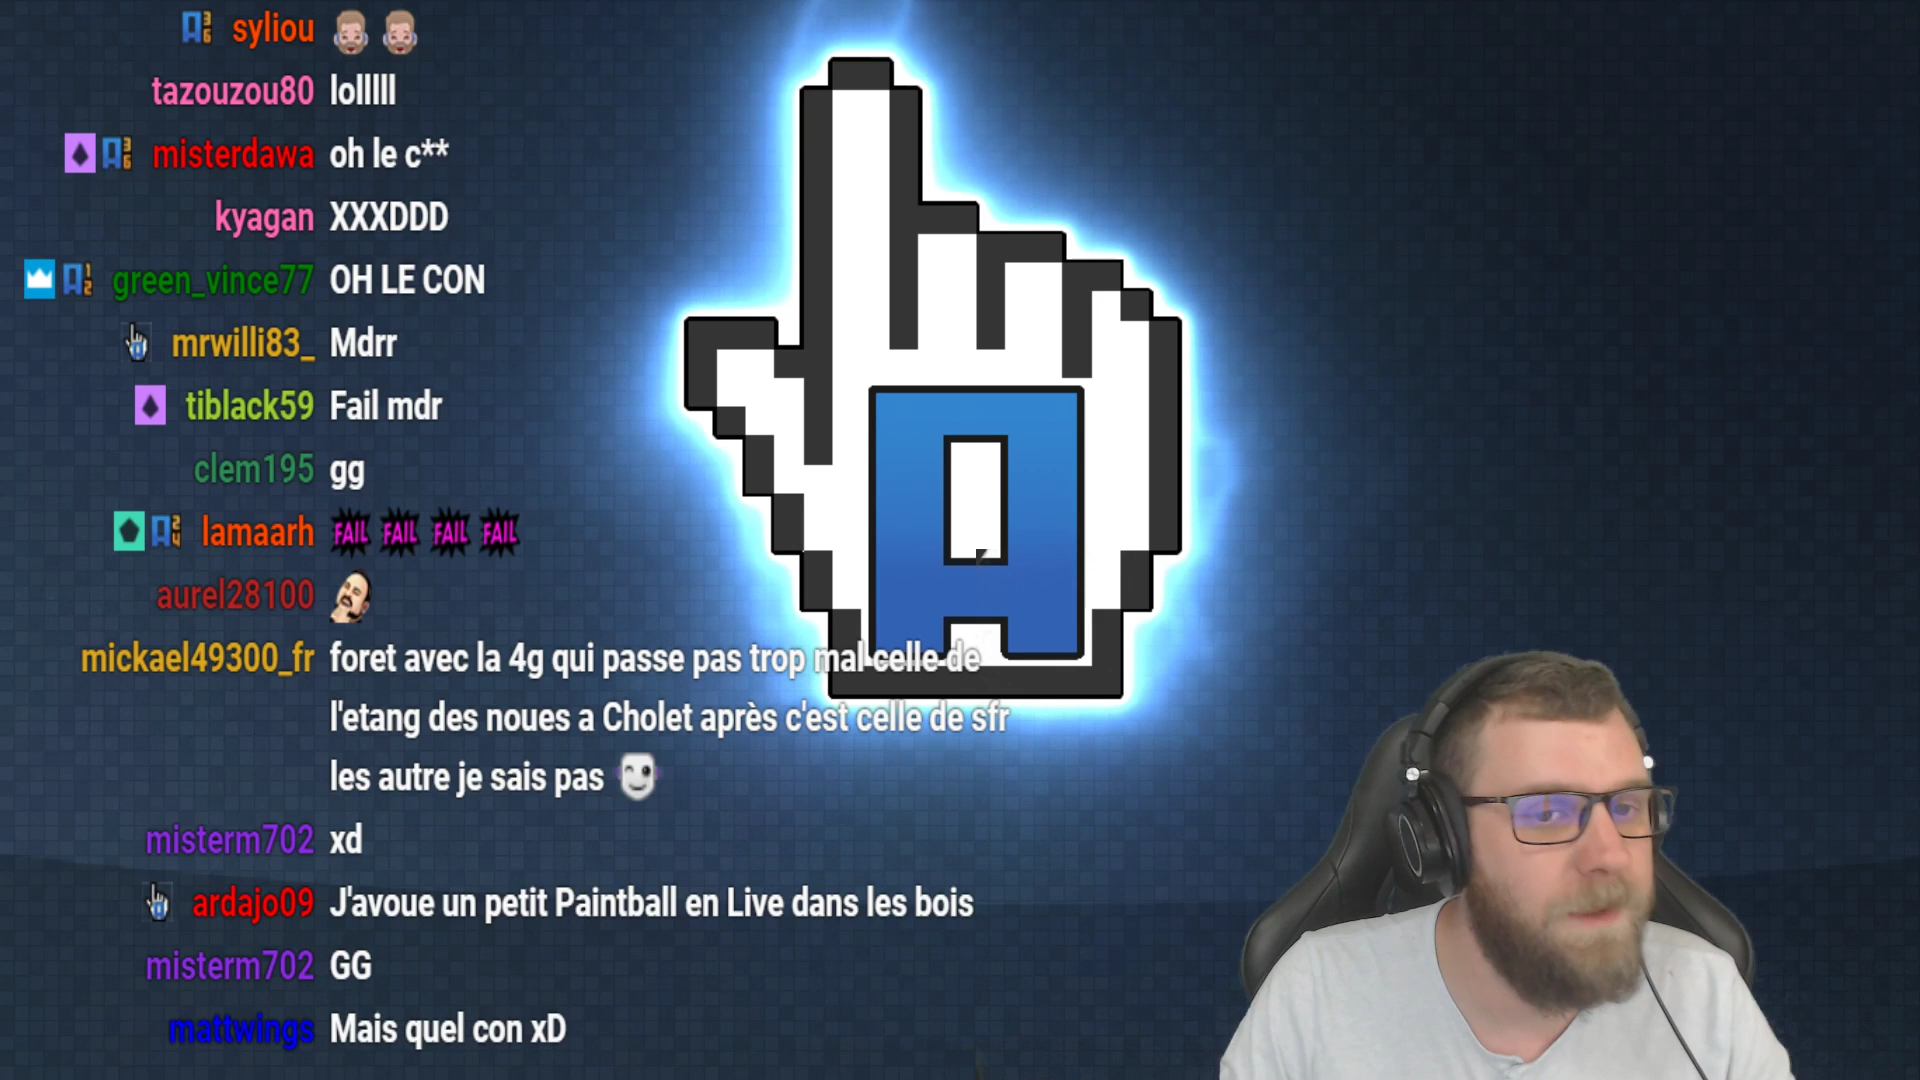 syliou
tazouzou80 lolllll
misterdawa oh le c**
kyagan XXXDDD
green_vince77 OH LE CON
mrwilli83_ Mdrr
tiblack59 Fail mdr
clem195 gg
lamaarh FAIL FAIL FAIL FAIL
aurel28100
mickael49300_fr foret avec la 4g qui passe pas trop mal celle de
l'etang des noues a Cholet après c'est celle de sfr
les autre je sais pas
misterm702 xd
ardajo09 J'avoue un petit Paintball en Live dans les bois
misterm702 GG
mattwings Mais quel con xD
A